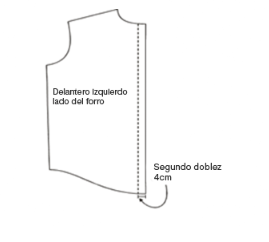 Delantero izquierdo
lado del forro
Segundo doblez
4cm